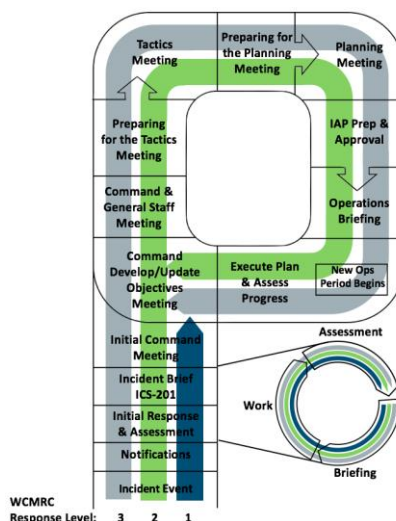 Tactics
Meeting
Preparing for
the Planning
Meeting
Planning
Meeting
Preparing
for the Tactics
Meeting
IAP Prep &
Approval
Command &
General Staff
Meeting
Operations
Briefing
Command
Develop/Update
Objectives
Meeting
Execute Plan
& Assess
Progress
New Ops
Period Begins
Initial Command
Meeting
Incident Brief
ICS-201
Initial Response
& Assessment
Notifications
Incident Event
Assessment
Work
Briefing
WCMRC
Response Level: 3 2 1